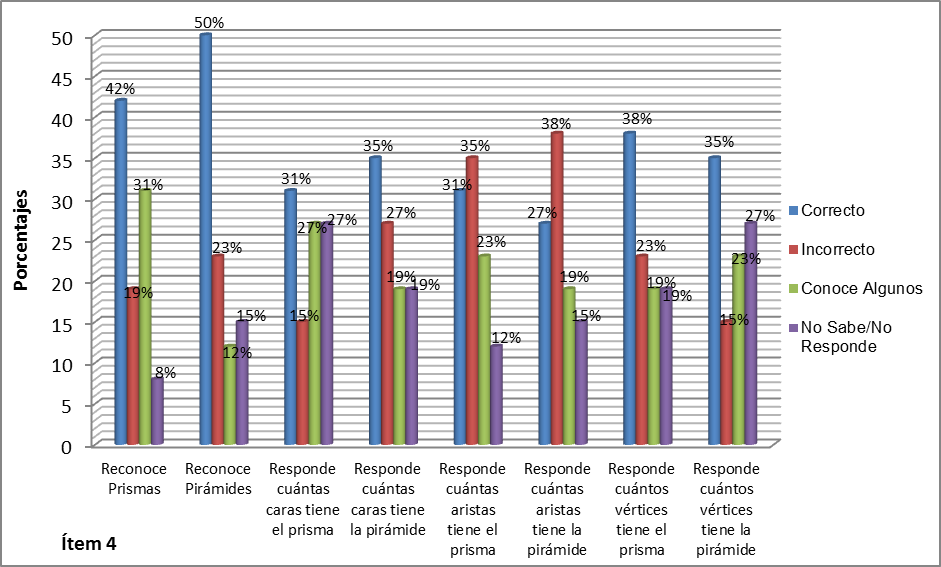 Porcentajes
50
45
40
35
30
25
20
15
10
5
0
42%
19%
31%
8%
50%
23%
12%
15%
31%
15%
27%
27%
35%
27%
19%
19%
31%
35%
23%
12%
27%
38%
19%
15%
38%
23%
19%
19%
35%
15%
23%
27%
Reconoce
Prismas
Reconoce
Pirámides
Responde
cuántas
caras tiene
el prisma
Responde
cuántas
caras tiene
la pirámide
Responde
cuántas
aristas
tiene el
prisma
Responde
cuántas
aristas
tiene la
pirámide
Responde
cuántos
vértices
tiene el
prisma
Responde
cuántos
vértices
tiene la
pirámide
Correcto
Incorrecto
Conoce Algunos
No Sabe/No
Responde
Ítem 4